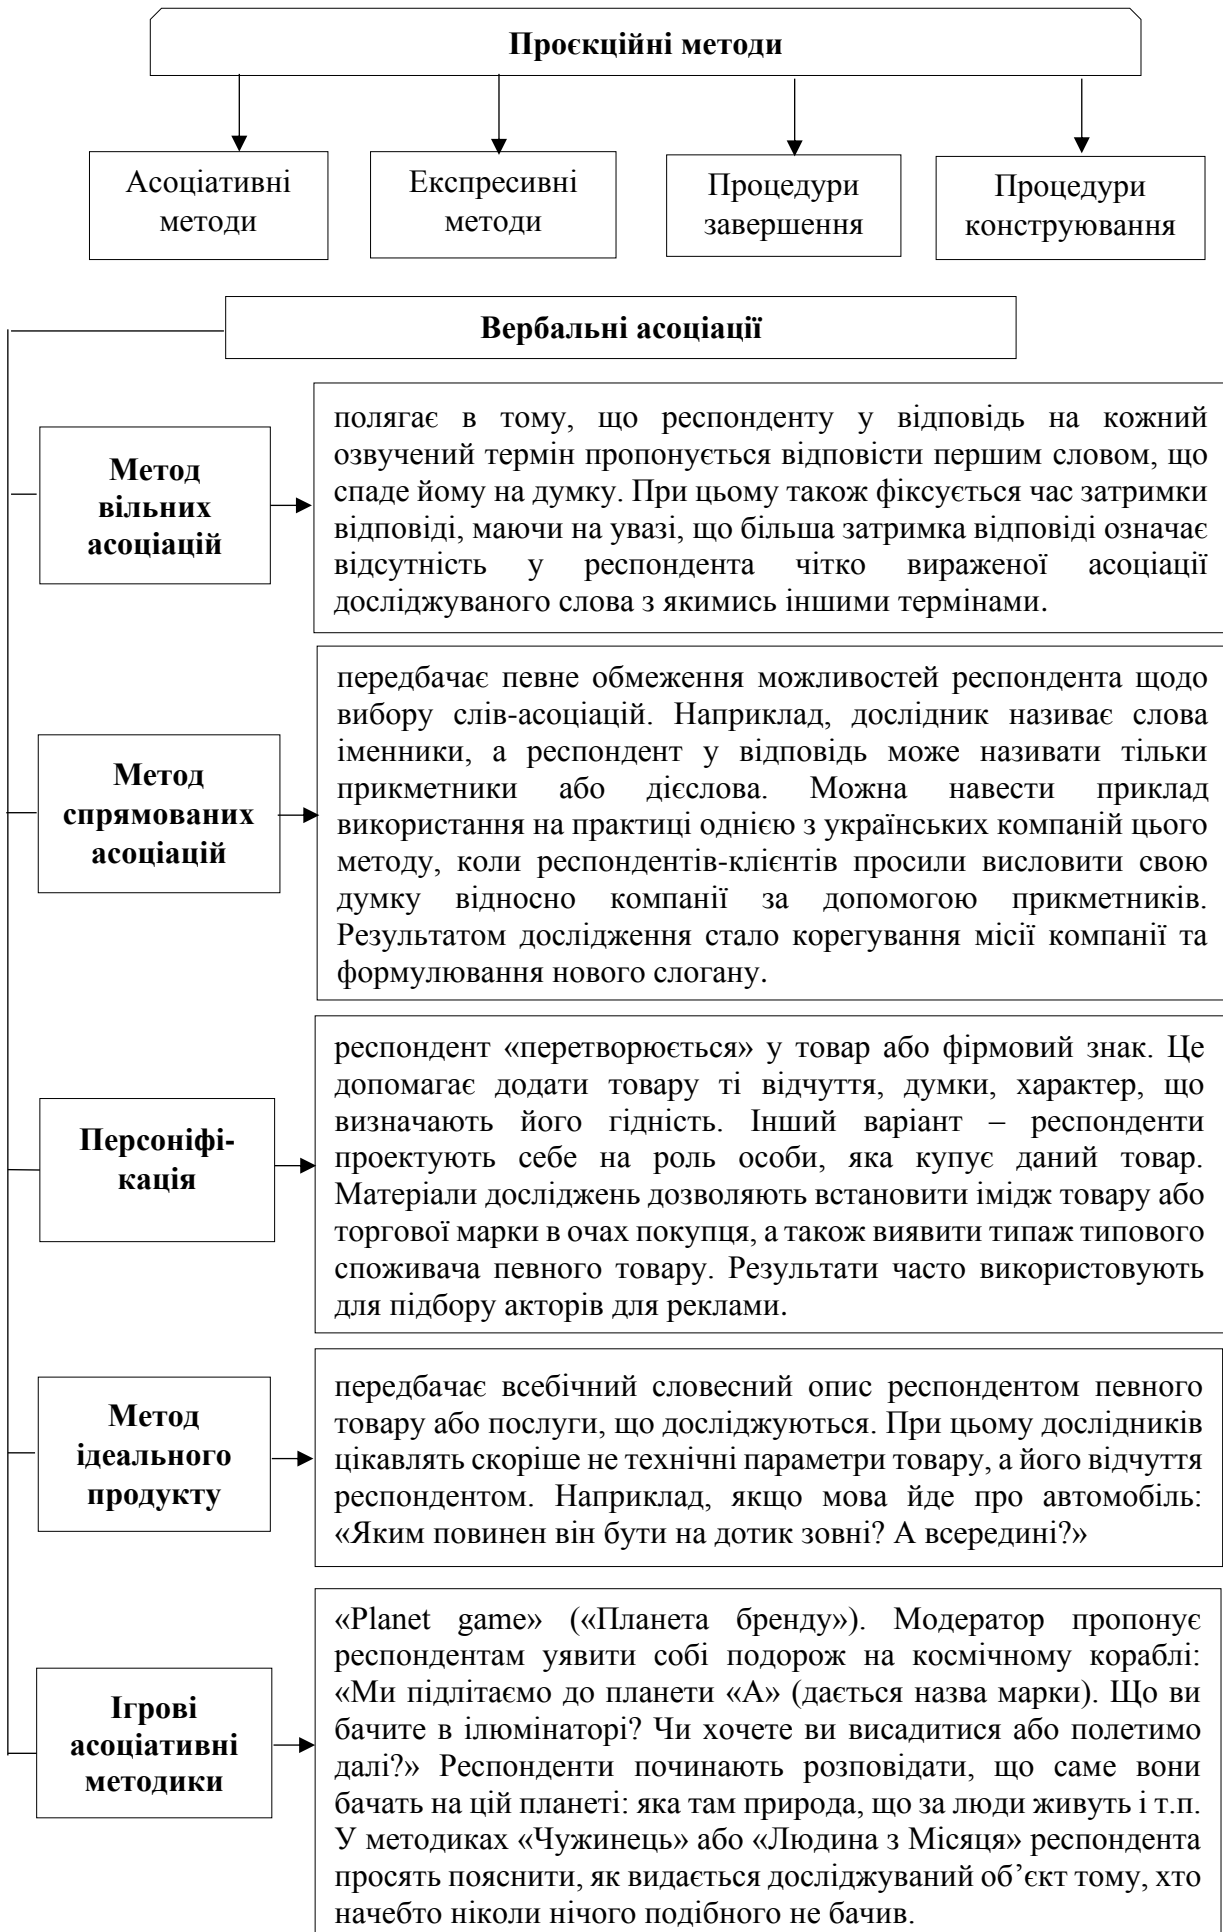 Проєкційні методи
Асоціативні
методи
Експресивні
методи
Процедури
завершення
Процедури
конструювання
Вербальні асоціації
Метод
вільних
асоціацій
полягає в тому, що респонденту у відповідь на кожний
озвучений термін пропонується відповісти першим словом, що
спаде йому на думку. При цьому також фіксується час затримки
відповіді, маючи на увазі, що більша затримка відповіді означає
відсутність у респондента чітко вираженої асоціації
досліджуваного слова з якимись іншими термінами.
Метод
спрямованих
асоціацій
передбачає певне обмеження можливостей респондента щодо
вибору слів-асоціацій. Наприклад, дослідник називає слова
іменники, а респондент у відповідь може називати тільки
прикметники або дієслова. Можна навести приклад
використання на практиці однією з українських компаній цього
методу, коли респондентів-клієнтів просили висловити свою
думку відносно компанії за допомогою прикметників.
Результатом дослідження стало корегування місії компанії та
формулювання нового слогану.
Персоніфі-
кація
респондент «перетворюється» у товар або фірмовий знак. Це
допомагає додати товару ті відчуття, думки, характер, що
визначають його гідність. Інший варіант – респонденти
проектують себе на роль особи, яка купує даний товар.
Матеріали досліджень дозволяють встановити імідж товару або
торгової марки в очах покупця, а також виявити типаж типового
споживача певного товару. Результати часто використовують
для підбору акторів для реклами.
Метод
ідеального
продукту
передбачає всебічний словесний опис респондентом певного
товару або послуги, що досліджуються. При цьому дослідників
цікавлять скоріше не технічні параметри товару, а його відчуття
респондентом. Наприклад, якщо мова йде про автомобіль:
«Яким повинен він бути на дотик зовні? А всередині?»
Ігрові
асоціативні
методики
«Planet game» («Планета бренду»). Модератор пропонує
респондентам уявити собі подорож на космічному кораблі:
«Ми підлітаємо до планети «А» (дається назва марки). Що ви
бачите в ілюмінаторі? Чи хочете ви висадитися або полетимо
далі?» Респонденти починають розповідати, що саме вони
бачать на цій планеті: яка там природа, що за люди живуть і т.п.
У методиках «Чужинець» або «Людина з Місяця» респондента
просять пояснити, як видається досліджуваний об’єкт тому, хто
начебто ніколи нічого подібного не бачив.